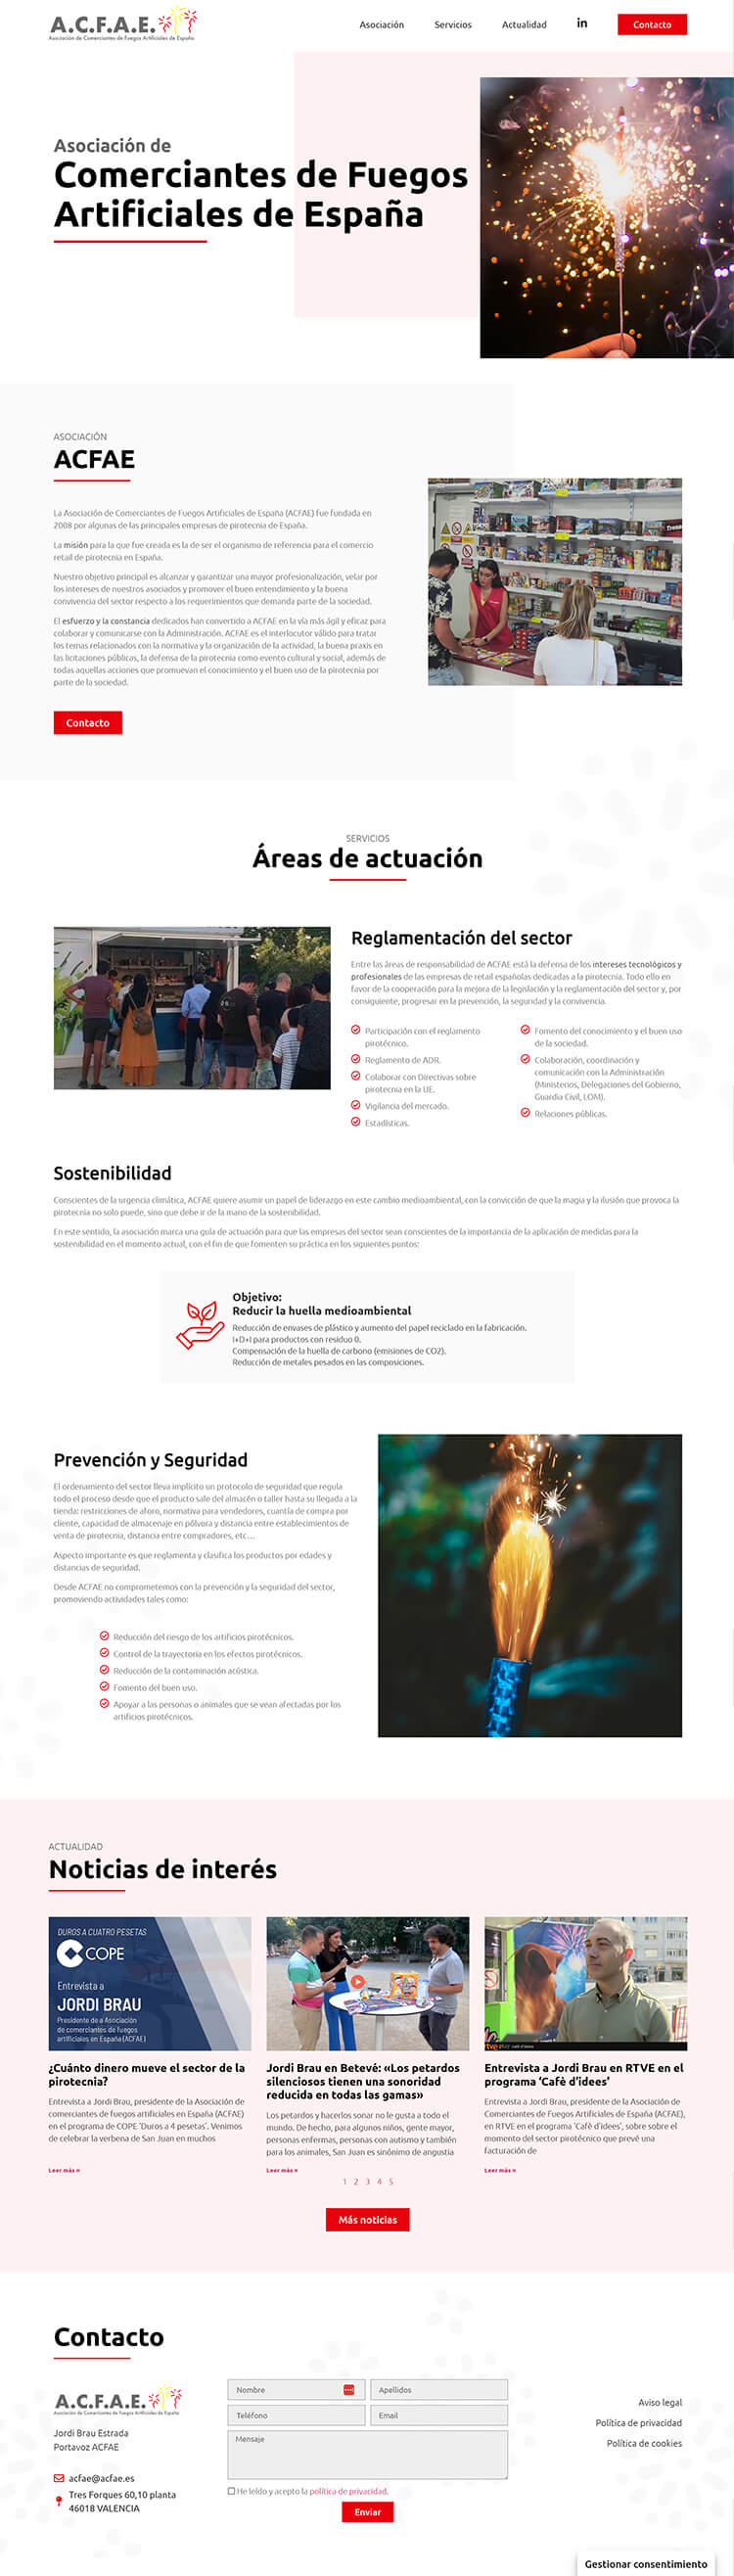 A.C.F.A.E.
Asociación de Comerciantes de Fuegos Artificiales de España
Asociación
Servicios
Actualidad
in
Contacto
Asociación de
Comerciantes de Fuegos
Artificiales de España
ASOCIACIÓN
ACFAE
La Asociación de Comerciantes de Fuegos Artificiales de España (ACFAE) fue fundada en
2008 por algunas de las principales empresas de pirotecnia de España.
La misión para la que fue creada es la de ser el organismo de referencia para el comercio
retail de pirotecnia en España.
Nuestro objetivo principal es alcanzar y garantizar una mayor profesionalización, velar por
los intereses de nuestros asociados y promover el buen entendimiento y la buena
convivencia del sector respecto a los requerimientos que demanda parte de la sociedad.
El esfuerzo y la constancia dedicados han convertido a ACFAE en la vía más ágil y eficaz para
colaborar y comunicarse con la Administración. ACFAE es el interlocutor válido para tratar
los temas relacionados con la normativa y la organización de la actividad, la buena praxis en
las licitaciones públicas, la defensa de la pirotecnia como evento cultural y social, además de
todas aquellas acciones que promuevan el conocimiento y el buen uso de la pirotecnia por
parte de la sociedad.
Contacto
SERVICIOS
Áreas de actuación
Reglamentación del sector
Entre las áreas de responsabilidad de ACFAE está la defensa de los intereses tecnológicos y
profesionales de las empresas de retail españolas dedicadas a la pirotecnia. Todo ello en
favor de la cooperación para la mejora de la legislación y la reglamentación del sector y, por
consiguiente, progresar en la prevención, la seguridad y la convivencia.
Participación con el reglamento
pirotécnico.
Reglamento de ADR.
Colaborar con Directivas sobre
pirotecnia en la UE.
Vigilancia del mercado.
Estadísticas.
Fomento del conocimiento y el buen uso
de la sociedad.
Colaboración, coordinación y
comunicación con la Administración
(Ministerios, Delegaciones del Gobierno,
Guardia Civil, LOM).
Relaciones públicas.
Sostenibilidad
Conscientes de la urgencia climática, ACFAE quiere asumir un papel de liderazgo en este cambio medioambiental, con la convicción de que la magia y la ilusión que provoca la
pirotecnia no solo puede, sino que debe ir de la mano de la sostenibilidad.
En este sentido, la asociación marca una guía de actuación para que las empresas del sector sean conscientes de la importancia de la aplicación de medidas para la
sostenibilidad en el momento actual, con el fin de que fomenten su práctica en los siguientes puntos:
Objetivo:
Reducir la huella medioambiental
Reducción de envases de plástico y aumento del papel reciclado en la fabricación.
I+D+I para productos con residuo 0.
Compensación de la huella de carbono (emisiones de CO2).
Reducción de metales pesados en las composiciones.
Prevención y Seguridad
El ordenamiento del sector lleva implícito un protocolo de seguridad que regula
todo el proceso desde que el producto sale del almacén o taller hasta su llegada a la
tienda: restricciones de aforo, normativa para vendedores, cuantía de compra por
cliente, capacidad de almacenaje en pólvora y distancia entre establecimientos de
venta de pirotecnia, distancia entre compradores, etc…
Aspecto importante es que reglamenta y clasifica los productos por edades y
distancias de seguridad.
Desde ACFAE no comprometemos con la prevención y la seguridad del sector,
promoviendo actividades tales como:
Reducción del riesgo de los artificios pirotécnicos.
Control de la trayectoria en los efectos pirotécnicos.
Reducción de la contaminación acústica.
Fomento del buen uso.
Apoyar a las personas o animales que se vean afectadas por los
artificios pirotécnicos.
ACTUALIDAD
Noticias de interés
DUROS A CUATRO PESETAS
COPE
Entrevista a
JORDI BRAU
Presidente de a Asociación
de comerciantes de fuegos
artificiales en España (ACFAE)
¿Cuánto dinero mueve el sector de la
pirotecnia?
Entrevista a Jordi Brau, presidente de la Asociación de
comerciantes de fuegos artificiales en España (ACFAE)
en el programa de COPE 'Duros a 4 pesetas'. Venimos
de celebrar la verbena de San Juan en muchos
Leer más »
Jordi Brau en Betevé: «Los petardos
silenciosos tienen una sonoridad
reducida en todas las gamas»
Los petardos y hacerlos sonar no le gusta a todo el
mundo. De hecho, para algunos niños, gente mayor,
personas enfermas, personas con autismo y también
para los animales, San Juan es sinónimo de angustia
Leer más »
Entrevista a Jordi Brau en RTVE en el
programa ‘Cafè d’idees’
Entrevista a Jordi Brau, presidente de la Asociación de
Comerciantes de Fuegos Artificiales de España (ACFAE),
en RTVE en el programa 'Cafè d'idees', sobre sobre el
momento del sector pirotécnico que prevé una
facturación de
Leer más »
1 2 3 4 5
Más noticias
Contacto
A.C.F.A.E.
Asociación de Comerciantes de Fuegos Artificiales de España
Jordi Brau Estrada
Portavoz ACFAE
acfae@acfae.es
Tres Forques 60,10 planta
46018 VALENCIA
Nombre
Apellidos
Teléfono
Email
Mensaje
He leído y acepto la política de privacidad.
Enviar
Aviso legal
Política de privacidad
Política de cookies
Gestionar consentimiento